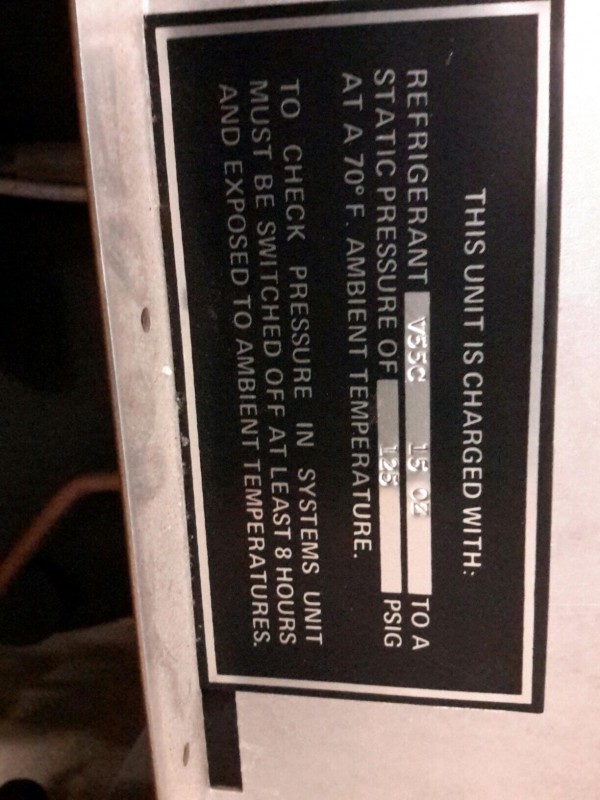 THIS UNIT IS CHARGED WITH:
REFRIGERANT V55C 15 OZ TO A
STATIC PRESSURE OF 125 PSIG
AT A 70° F. AMBIENT TEMPERATURE.
TO CHECK PRESSURE IN SYSTEMS UNIT
MUST BE SWITCHED OFF AT LEAST 8 HOURS
AND EXPOSED TO AMBIENT TEMPERATURES.